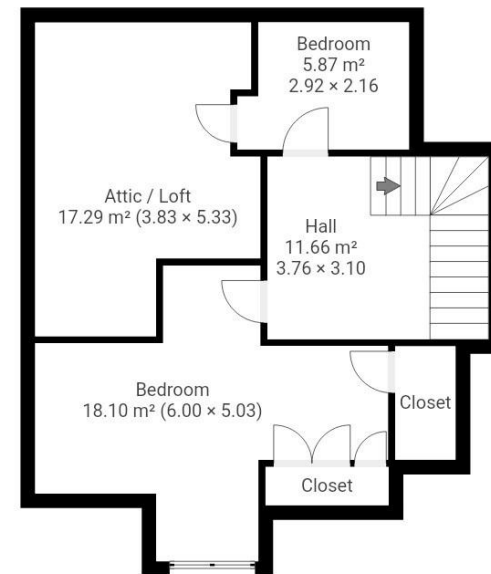 Bedroom
5.87 m²
2.92 × 2.16
Attic / Loft
17.29 m² (3.83 × 5.33)
Hall
11.66 m²
3.76 × 3.10
Bedroom
18.10 m² (6.00 × 5.03)
Closet
Closet